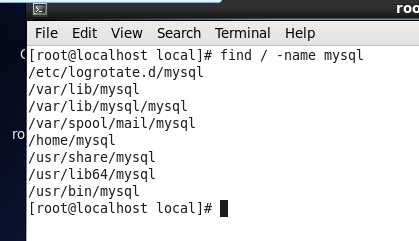 roo
File Edit View Search Terminal Help
[root@localhost local]# find / -name mysql
/etc/logrotate.d/mysql
/var/lib/mysql
/var/lib/mysql/mysql
/var/spool/mail/mysql
/home/mysql
/usr/share/mysql
/usr/lib64/mysql
/usr/bin/mysql
[root@localhost local]#
ro